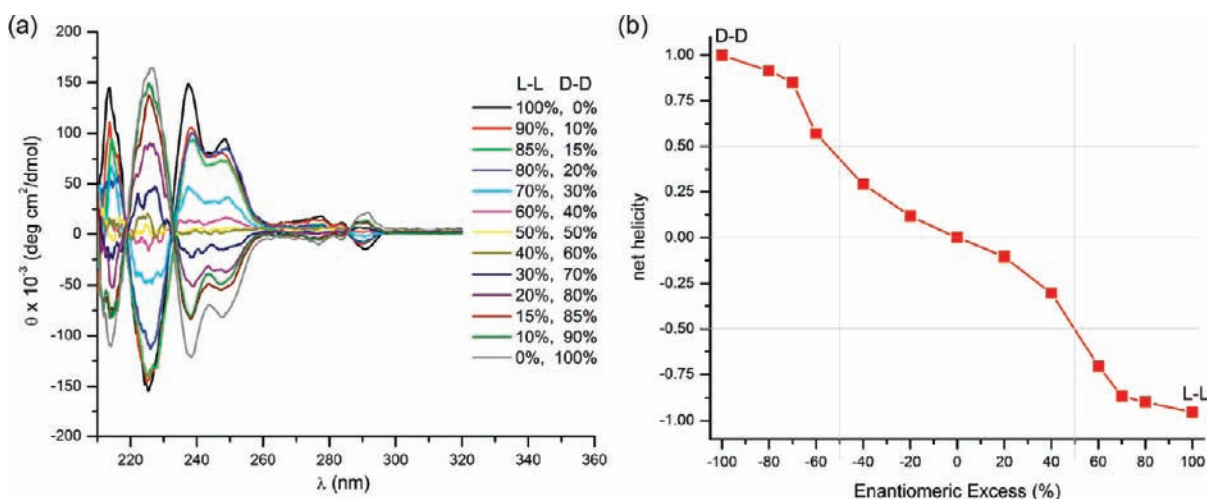 (a)
200
150
100
50
0
-50
-100
-150
-200
θ x 10⁻³ (deg cm²/dmol)
220 240 260 280 300 320 340 360
λ (nm)
L-L D-D
100%, 0%
90%, 10%
85%, 15%
80%, 20%
70%, 30%
60%, 40%
50%, 50%
40%, 60%
30%, 70%
20%, 80%
15%, 85%
10%, 90%
0%, 100%
(b)
D-D
1.00
0.75
0.50
0.25
0.00
-0.25
-0.50
-0.75
-1.00
net helicity
L-L
-100 -80 -60 -40 -20 0 20 40 60 80 100
Enantiomeric Excess (%)